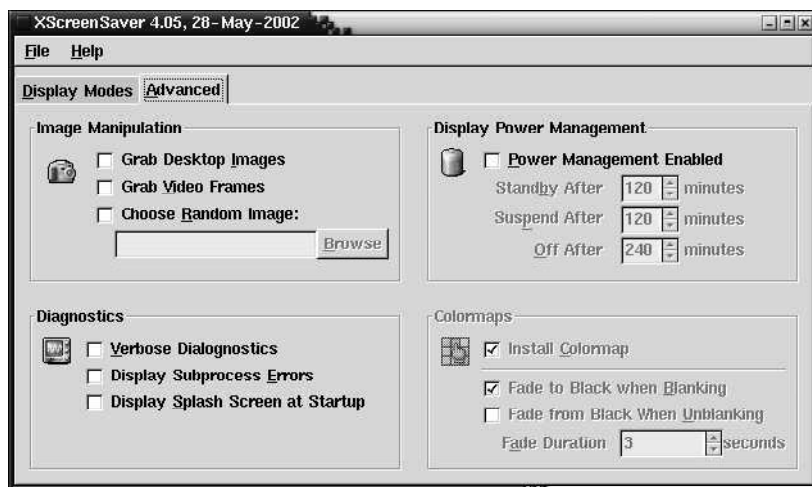 XScreenSaver 4.05, 28-May-2002
File Help
Display Modes Advanced
Image Manipulation
Grab Desktop Images
Grab Video Frames
Choose Random Image:
Browse
Display Power Management
Power Management Enabled
Standby After 120 minutes
Suspend After 120 minutes
Off After 240 minutes
Diagnostics
Verbose Dialognostics
Display Subprocess Errors
Display Splash Screen at Startup
Colormaps
Install Colormap
Fade to Black when Blanking
Fade from Black When Unblanking
Fade Duration 3 seconds